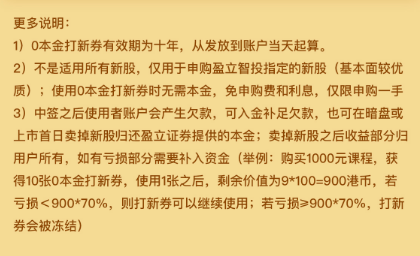 更多说明：
1）0本金打新券有效期为十年，从发放到账户当天起算。
2）不是适用所有新股，仅用于申购盈立智投指定的新股（基本面较优
质）；使用0本金打新券时无需本金，免申购费和利息，仅限申购一手
3）中签之后使用者账户会产生欠款，可入金补足欠款，也可在暗盘或
上市首日卖掉新股归还盈立证券提供的本金；卖掉新股之后收益部分归
用户所有，如有亏损部分需要补入资金（举例：购买1000元课程，获
得10张0本金打新券，使用1张之后，剩余价值为9*100=900港币，若
亏损＜900*70%，则打新券可以继续使用；若亏损≥900*70%，打新
券会被冻结）